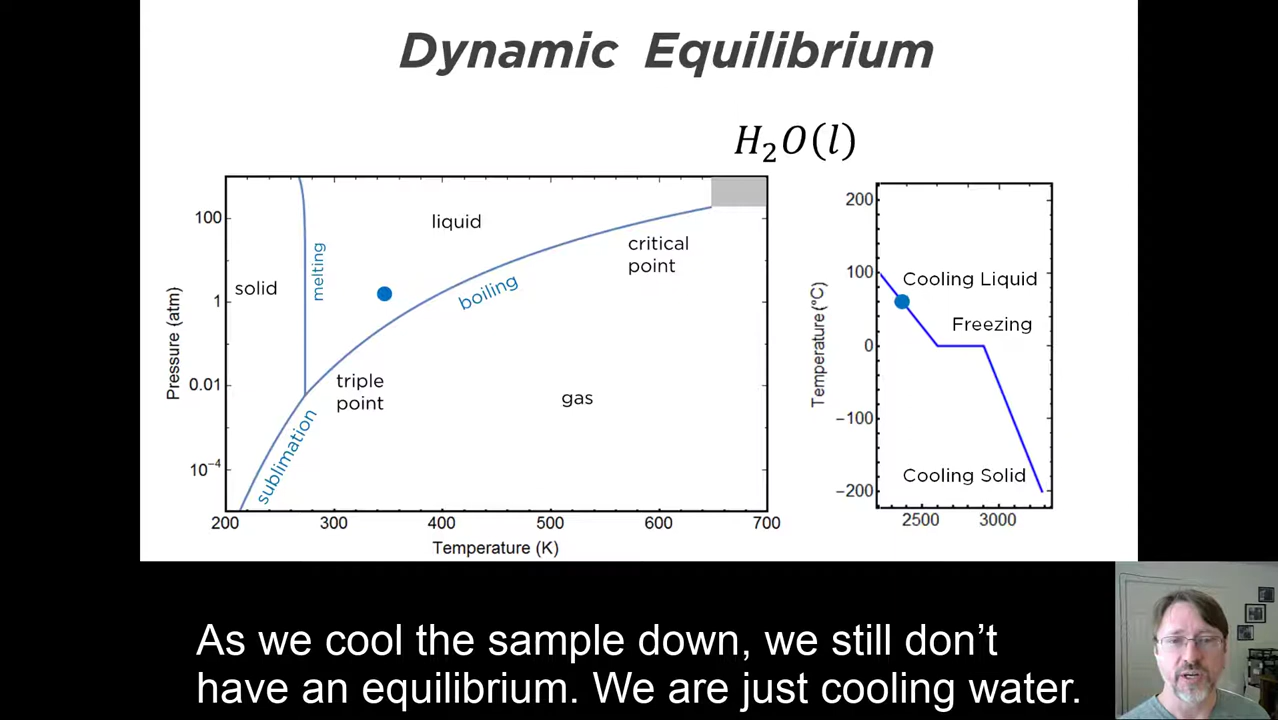 Dynamic Equilibrium
H₂O(l)
100
1
0.01
10⁻⁴
Pressure (atm)
solid
melting
liquid
critical
point
boiling
triple
point
gas
sublimation
200
300
400
500
600
700
Temperature (K)
200
100
0
−100
−200
Temperature (°C)
Cooling Liquid
Freezing
Cooling Solid
2500
3000
As we cool the sample down, we still don’t
have an equilibrium. We are just cooling water.